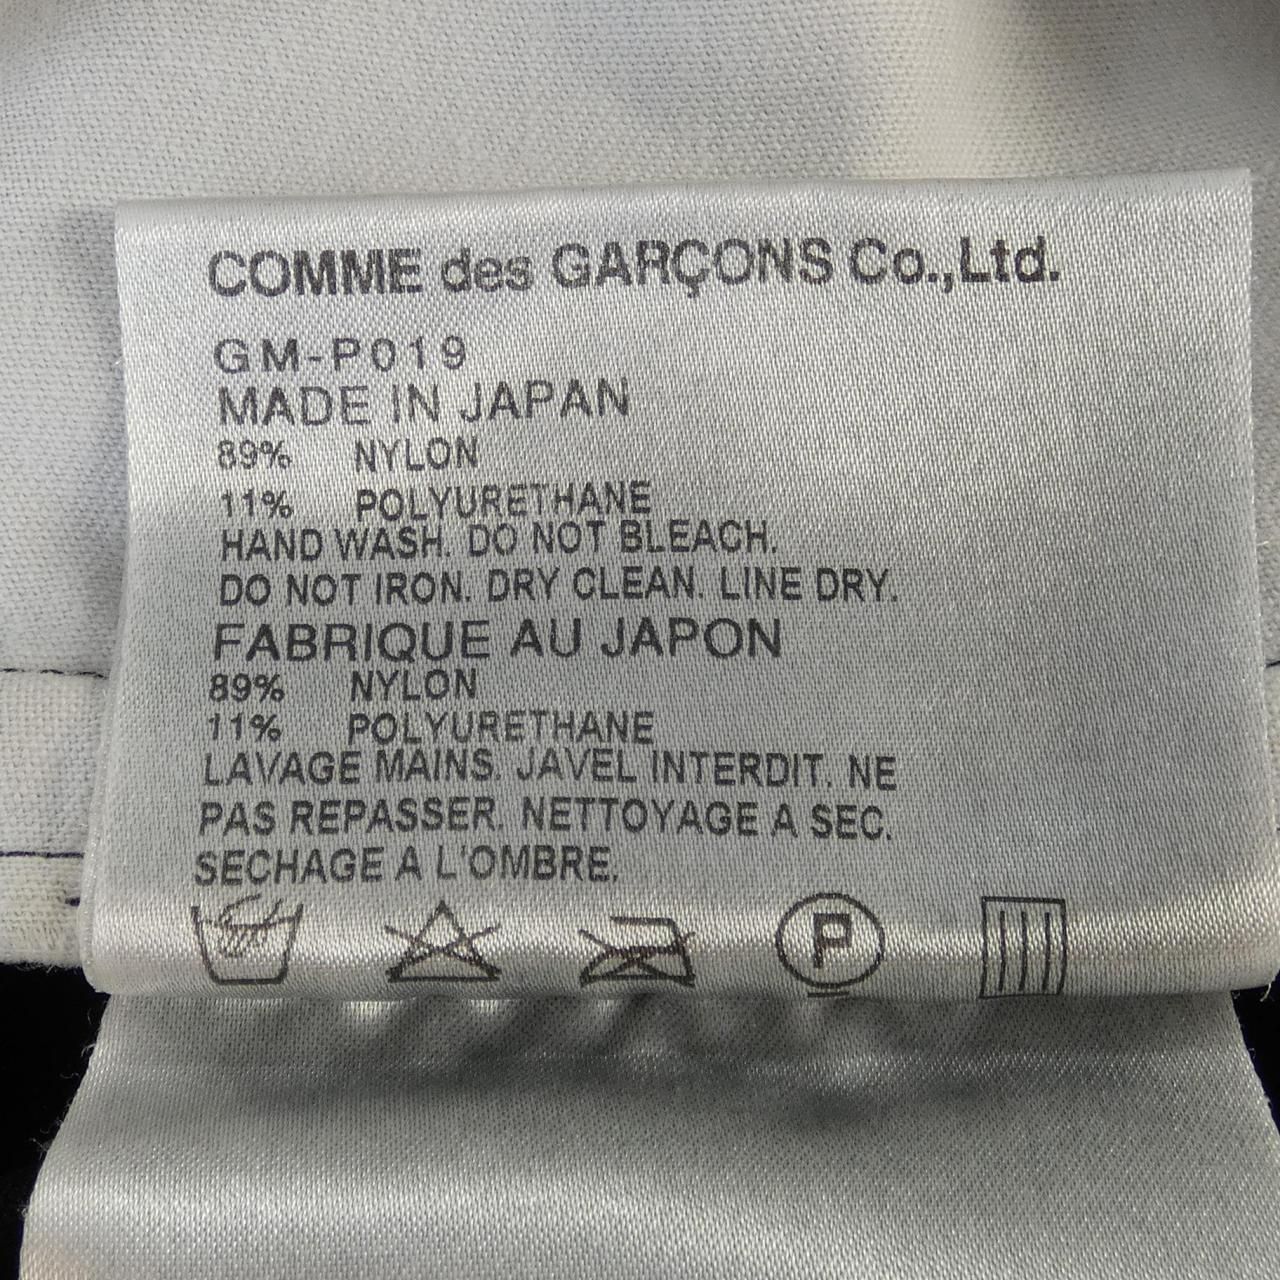 COMME des GARÇONS Co.,Ltd.
GM-P019
MADE IN JAPAN
89% NYLON
11% POLYURETHANE
HAND WASH. DO NOT BLEACH.
DO NOT IRON. DRY CLEAN. LINE DRY.
FABRIQUE AU JAPON
89% NYLON
11% POLYURETHANE
LAVAGE MAINS. JAVEL INTERDIT. NE
PAS REPASSER. NETTOYAGE A SEC.
SECHAGE A L'OMBRE.
P